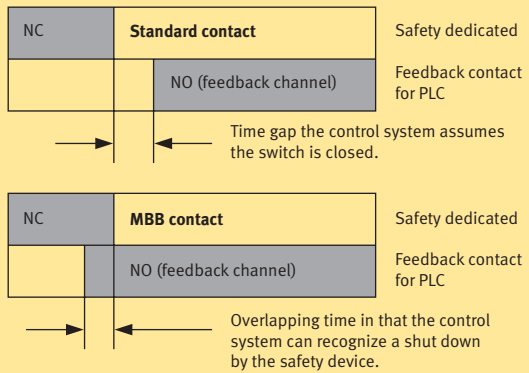 NC
Standard contact
Safety dedicated
NO (feedback channel)
Feedback contact
for PLC
Time gap the control system assumes
the switch is closed.
NC
MBB contact
Safety dedicated
NO (feedback channel)
Feedback contact
for PLC
Overlapping time in that the control
system can recognize a shut down
by the safety device.